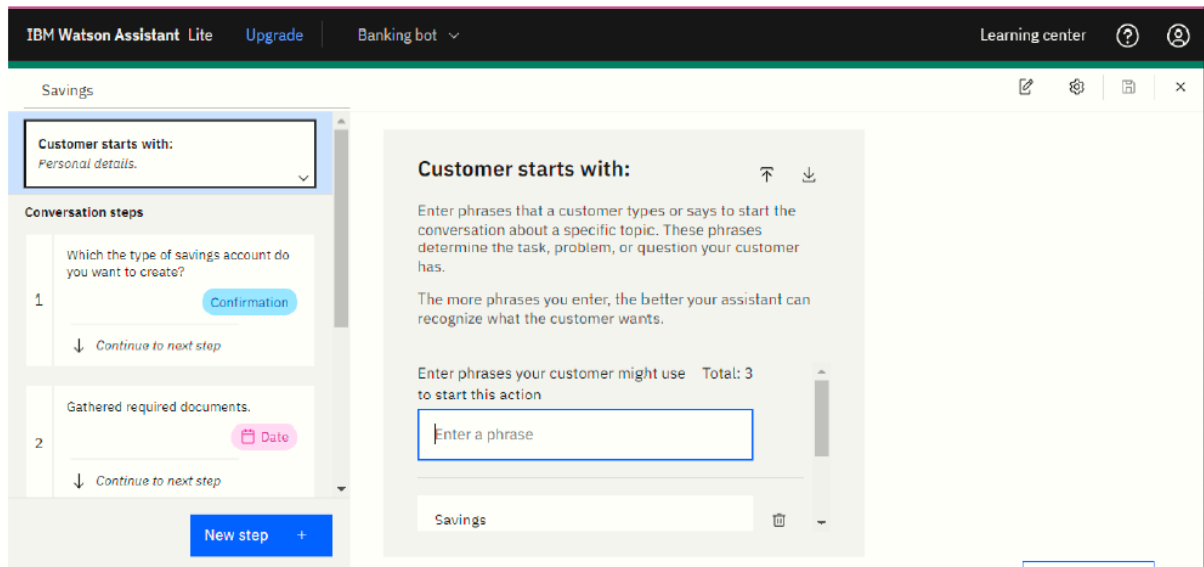 IBM Watson Assistant Lite Upgrade Banking bot Learning center
Savings
Customer starts with:
Personal details.
Conversation steps
1
Which the type of savings account do
you want to create?
Confirmation
Continue to next step
2
Gathered required documents.
Date
Continue to next step
New step +
Customer starts with:
Enter phrases that a customer types or says to start the
conversation about a specific topic. These phrases
determine the task, problem, or question your customer
has.
The more phrases you enter, the better your assistant can
recognize what the customer wants.
Enter phrases your customer might use Total: 3
to start this action
Enter a phrase
Savings